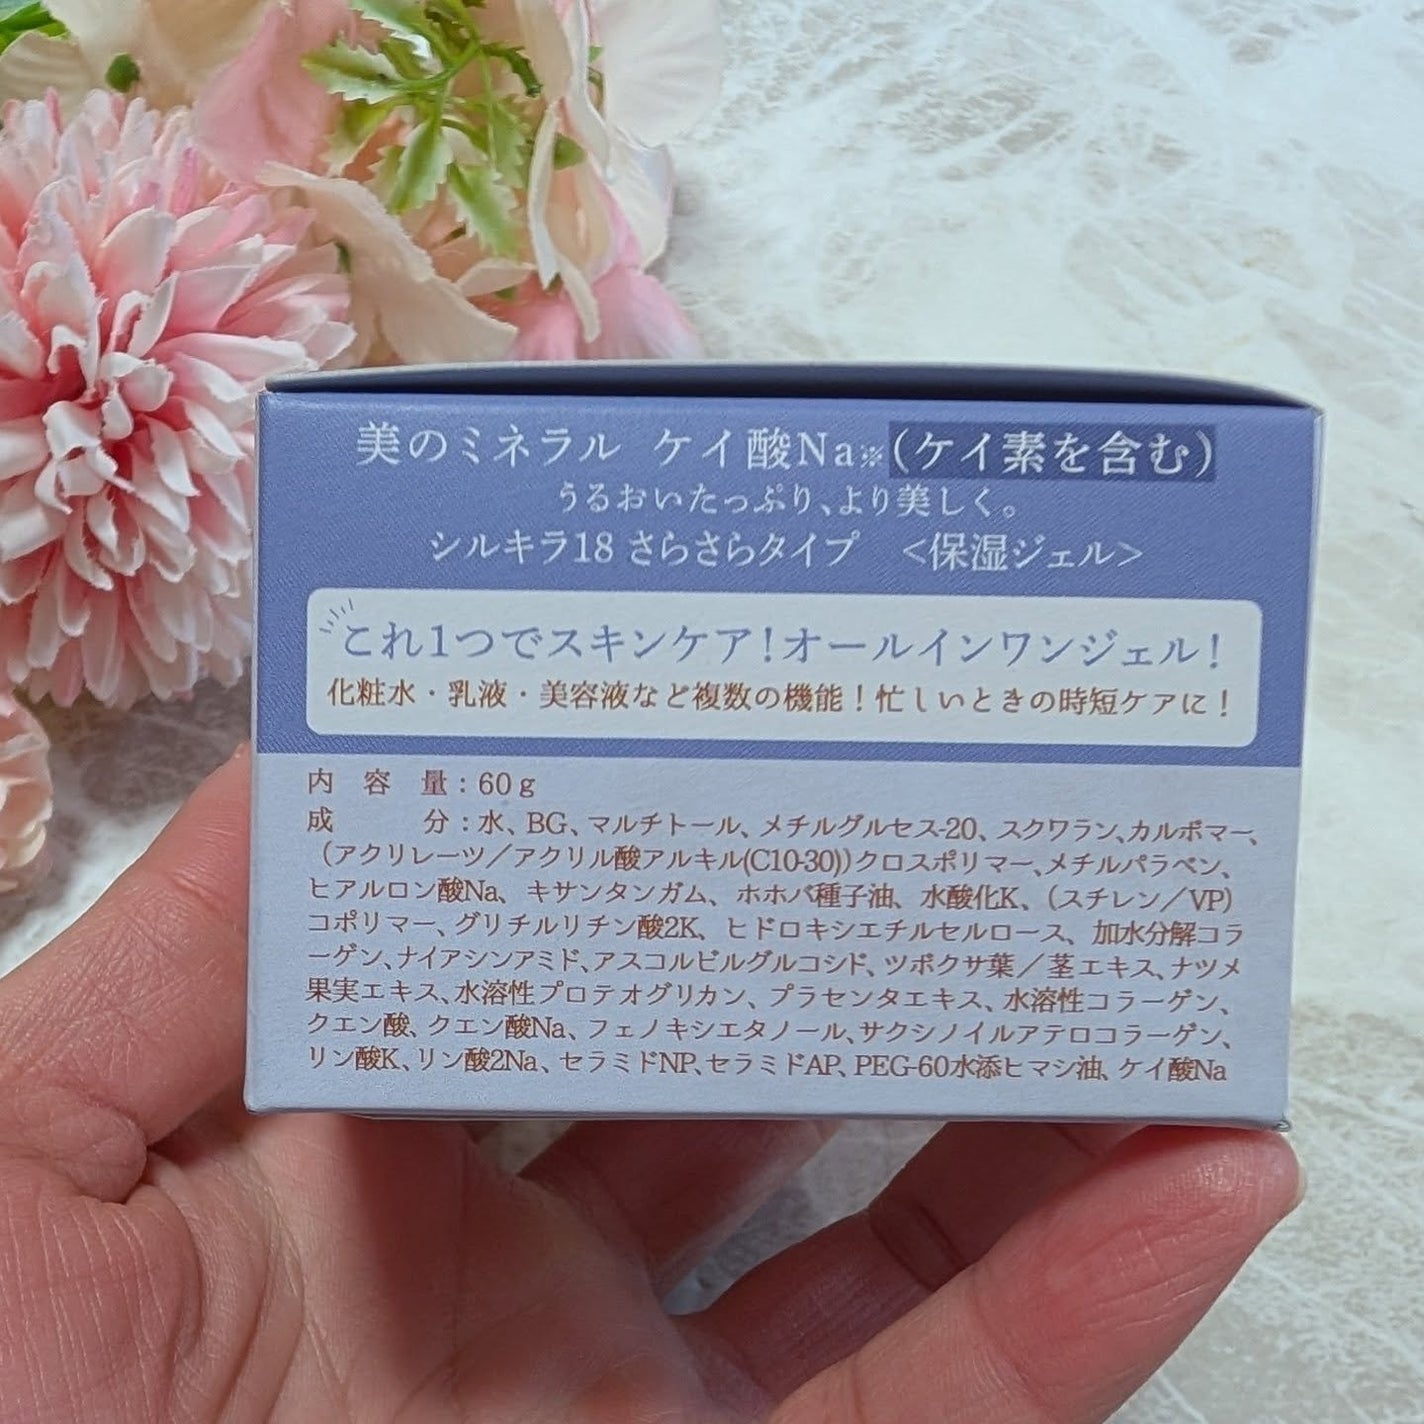 美のミネラル ケイ酸Na※(ケイ素を含む)
うるおいたっぷり、より美しく。
シルキラ18 さらさらタイプ <保湿ジェル>
これ1つでスキンケア!オールインワンジェル!
化粧水・乳液・美容液など複数の機能!忙しいときの時短ケアに!
内容量:60g
成分:水、BG、マルチトール、メチルグルセス-20、スクワラン、カルボマー、
(アクリレーツ/アクリル酸アルキル(C10-30))クロスポリマー、メチルパラベン、
ヒアルロン酸Na、キサンタンガム、ホホバ種子油、水酸化K、(スチレン/VP)
コポリマー、グリチルリチン酸2K、ヒドロキシエチルセルロース、加水分解コラ
ーゲン、ナイアシンアミド、アスコルビルグルコシド、ツボクサ葉/茎エキス、ナツメ
果実エキス、水溶性プロテオグリカン、プラセンタエキス、水溶性コラーゲン、
クエン酸、クエン酸Na、フェノキシエタノール、サクシノイルアテロコラーゲン、
リン酸K、リン酸2Na、セラミドNP、セラミドAP、PEG-60水添ヒマシ油、ケイ酸Na